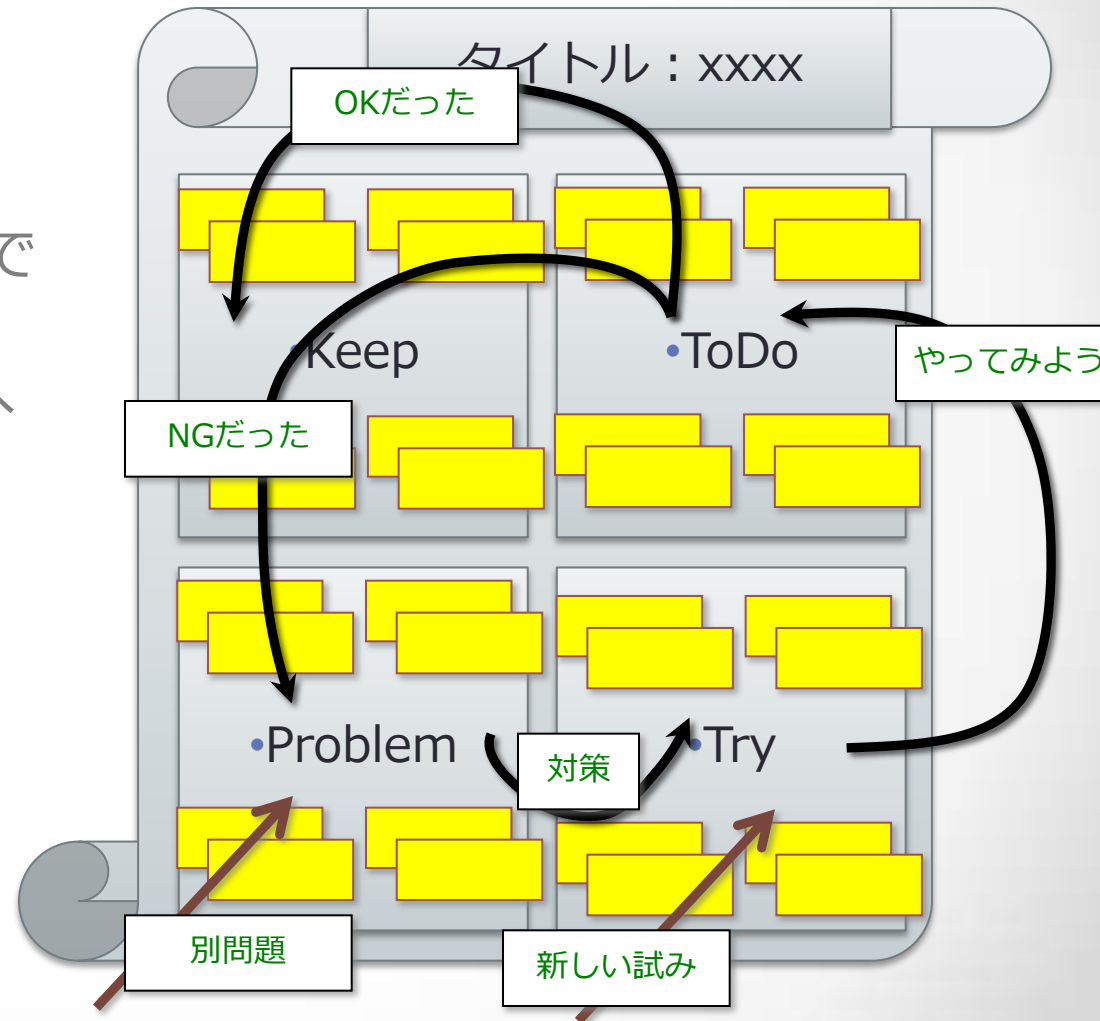 タイトル：xxxx
OKだった
で
•Keep
•ToDo
やってみよう
NGだった
•Problem
•Try
対策
別問題
新しい試み